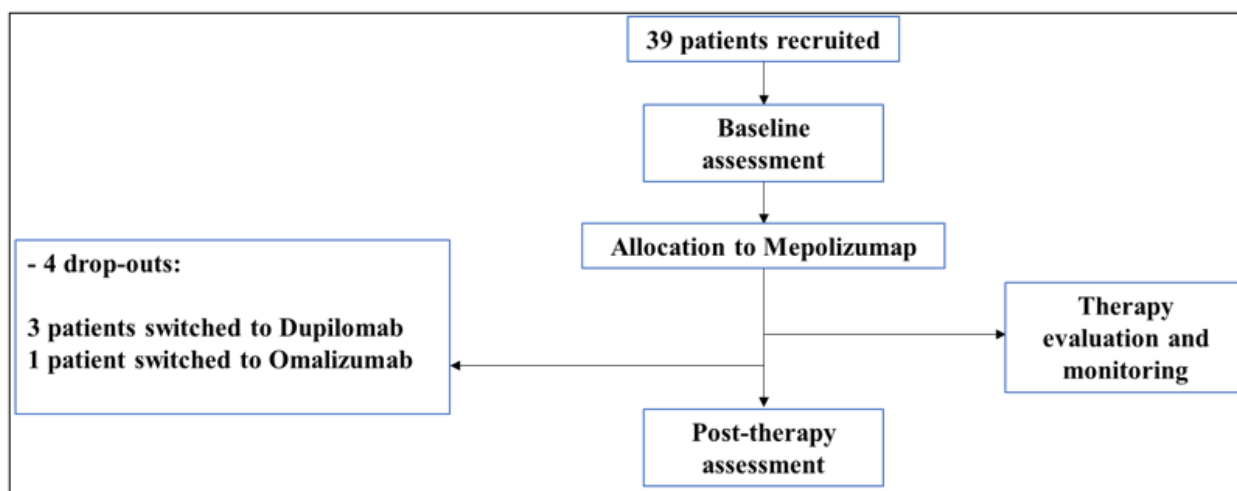 39 patients recruited
Baseline
assessment
Allocation to Mepolizumap
- 4 drop-outs:
3 patients switched to Dupilomab
1 patient switched to Omalizumab
Therapy
evaluation and
monitoring
Post-therapy
assessment